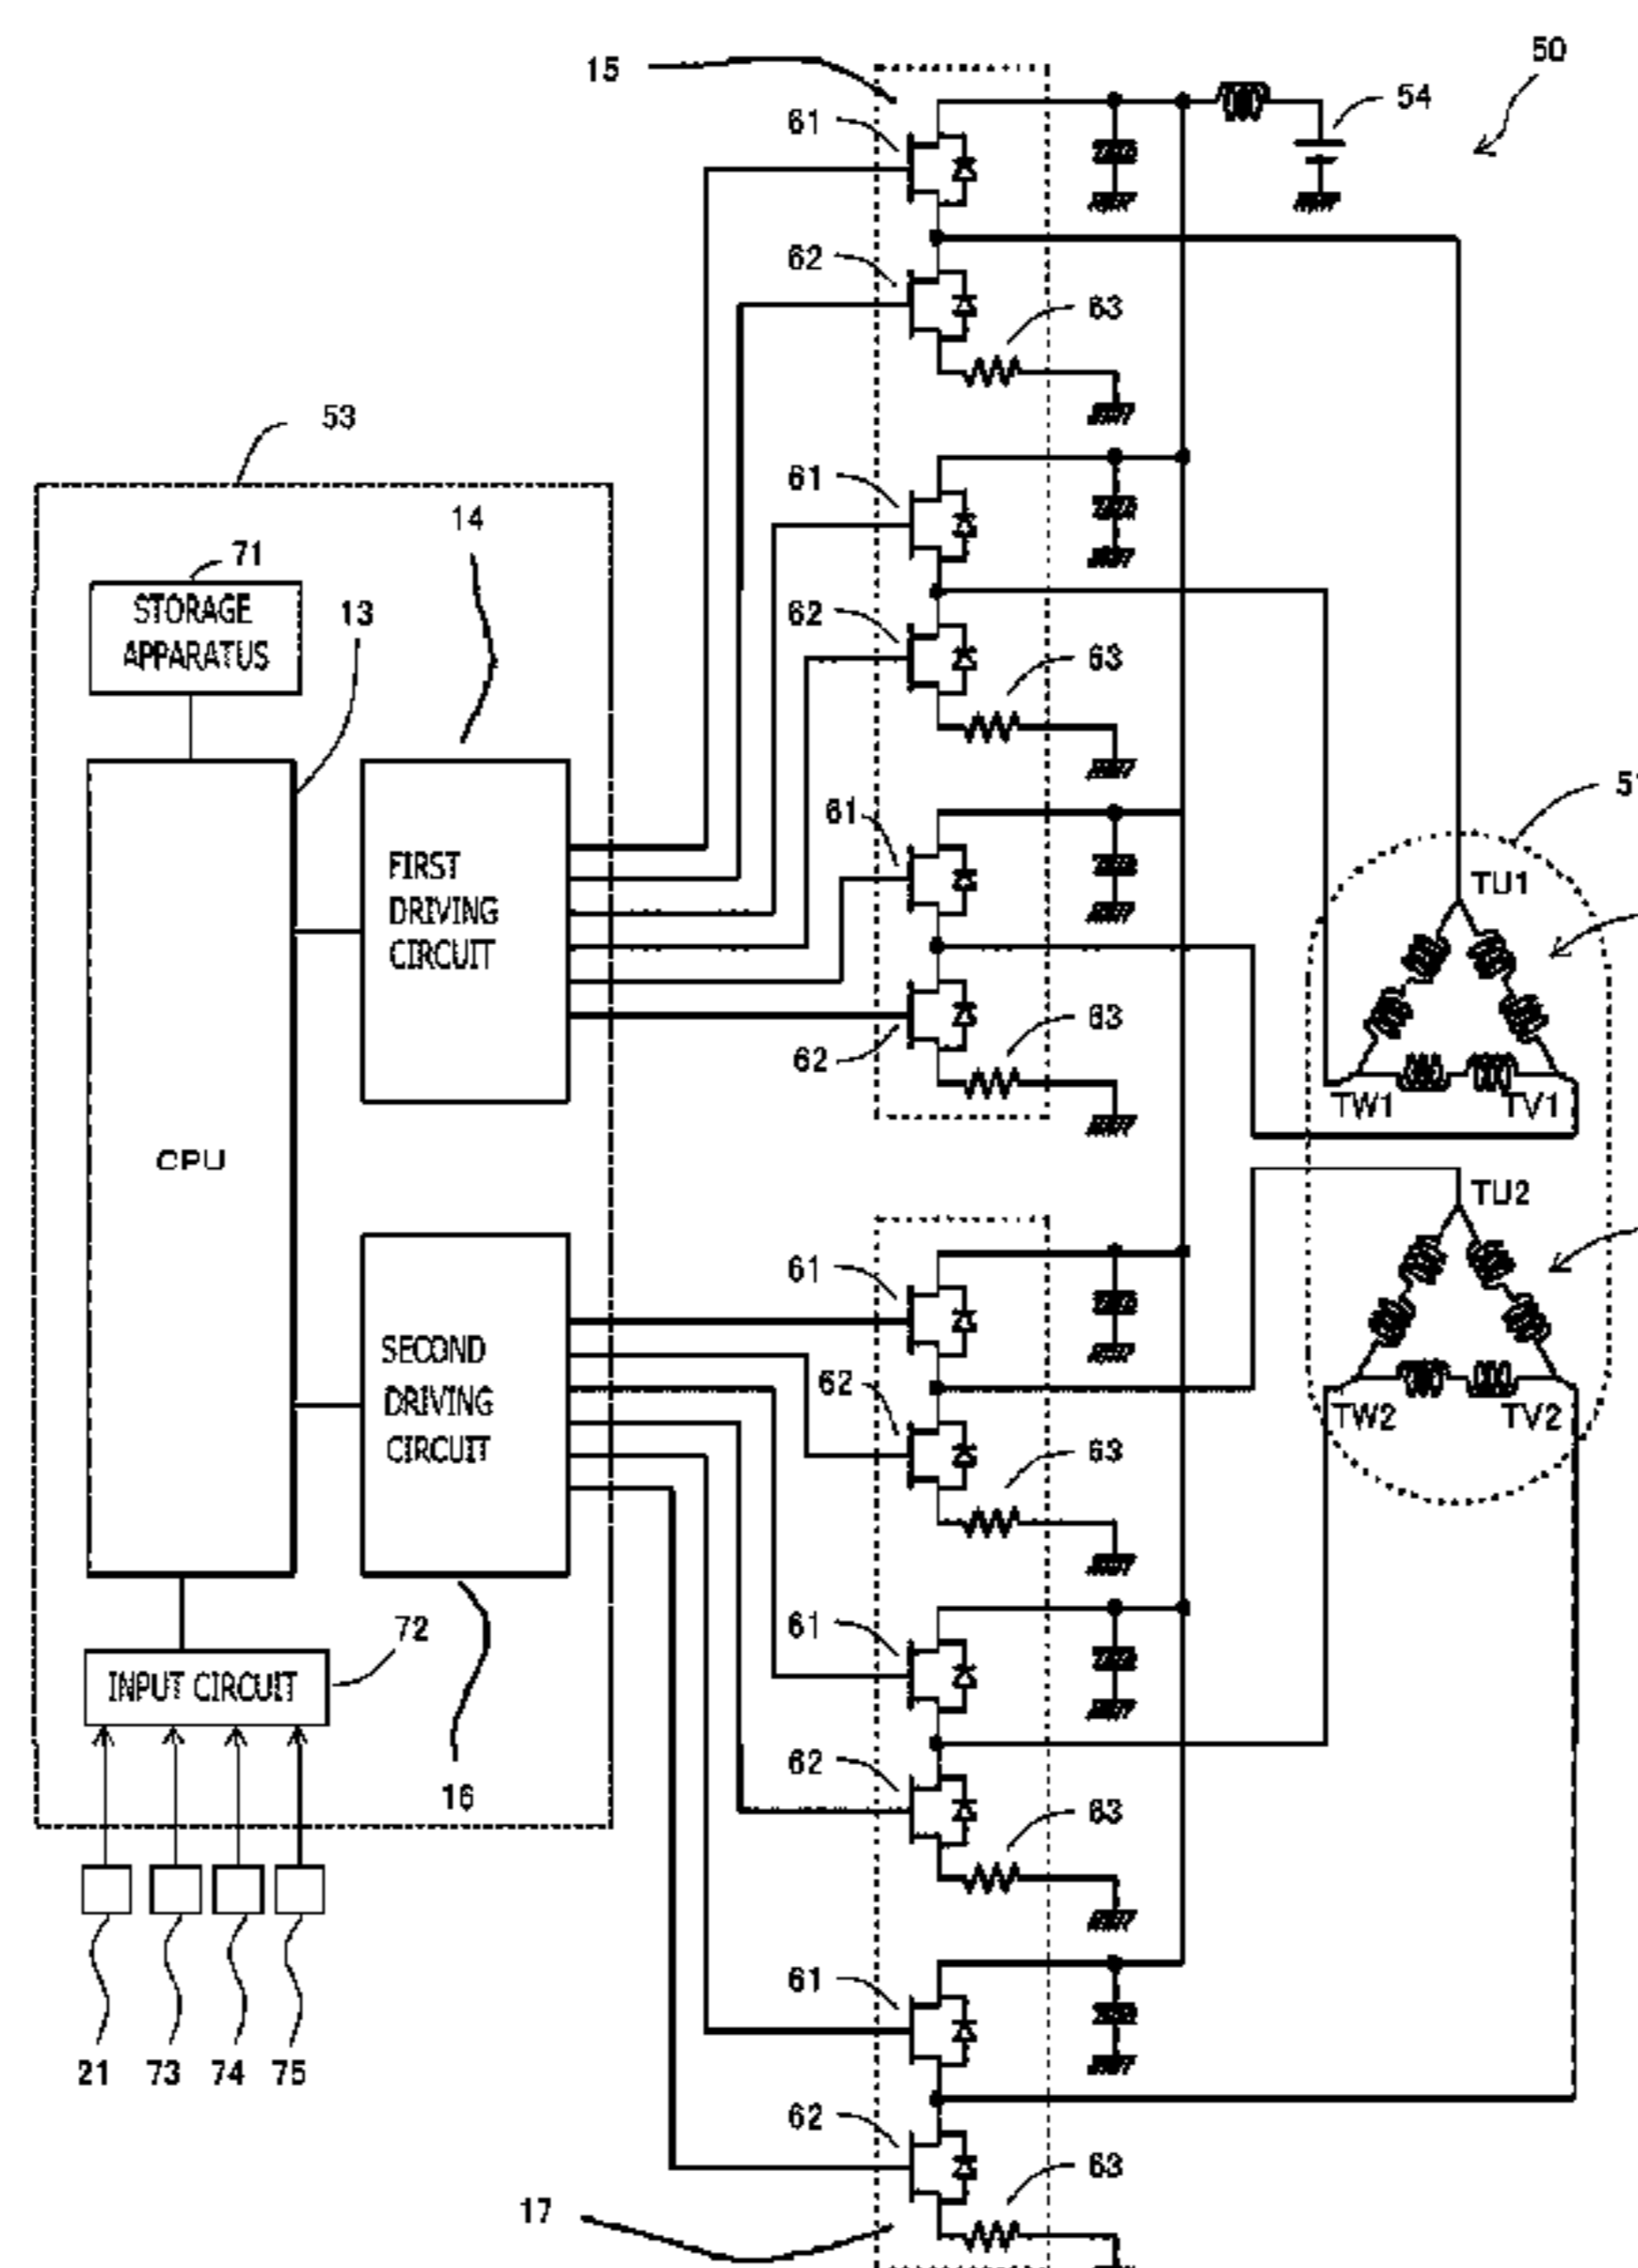 50
15
54
61
62
63
53
61
14
71
STORAGE
APPARATUS
13
62
63
61
51
FIRST
DRIVING
CIRCUIT
TU1
63
62
TW1
TV1
CPU
TU2
61
SECOND
DRIVING
CIRCUIT
62
TW2
TV2
63
61
72
INPUT CIRCUIT
62
16
63
61
21
73
74
75
62
63
17